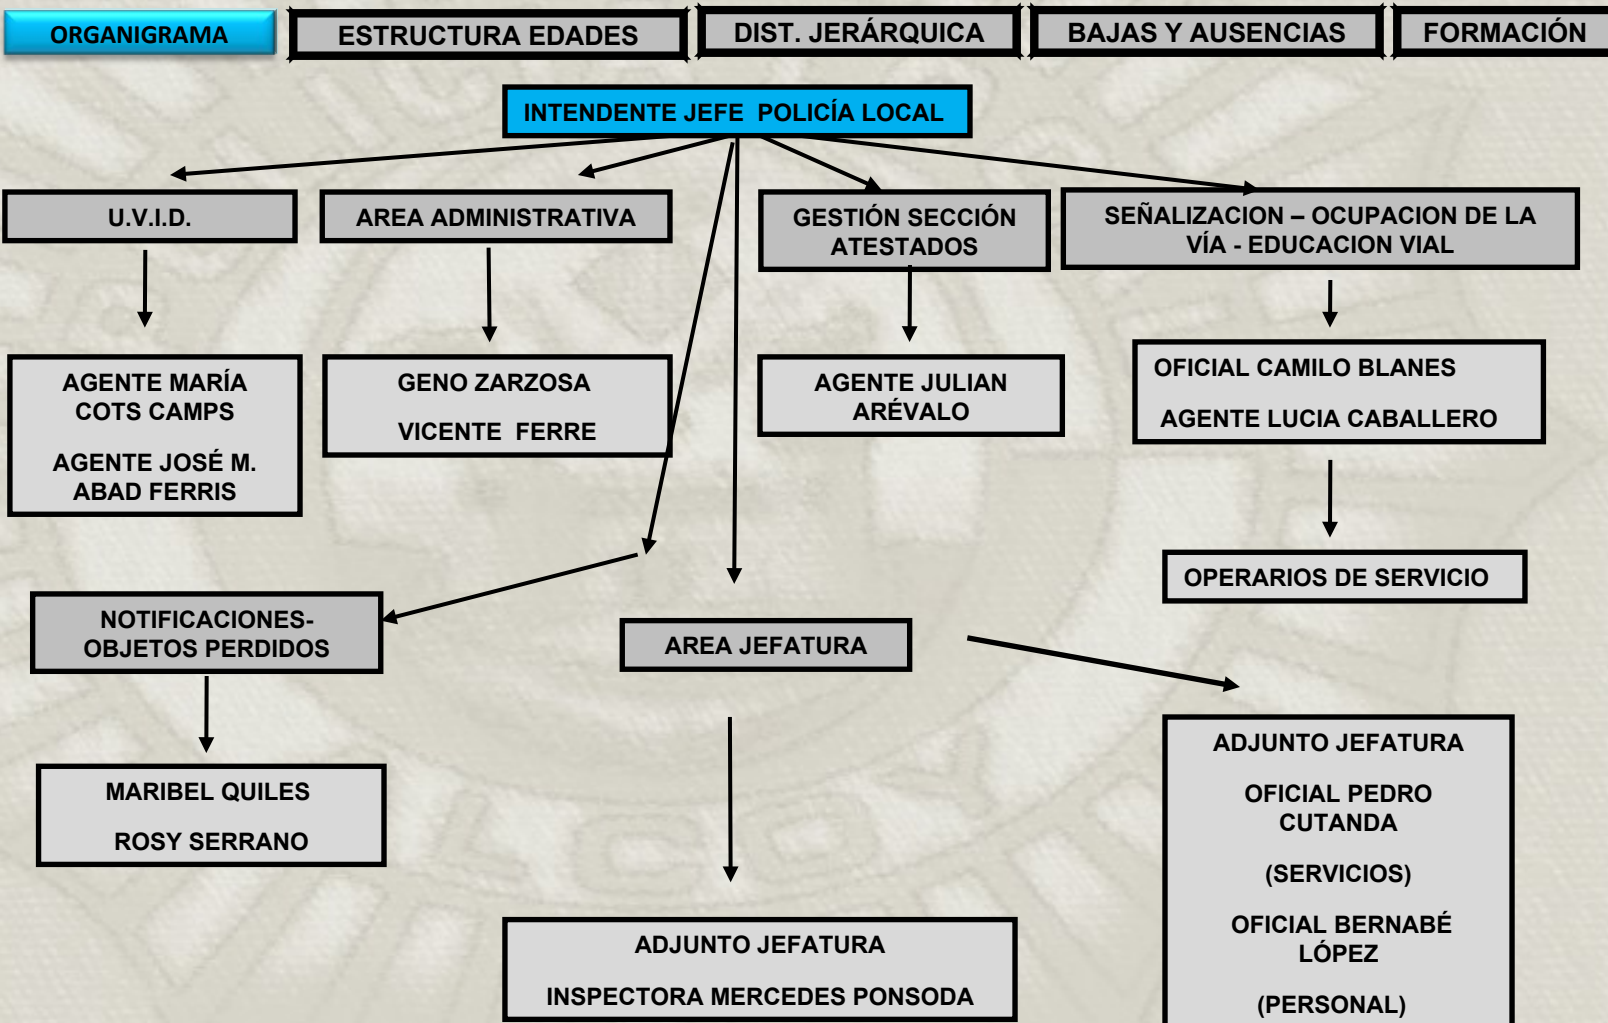 ORGANIGRAMA
ESTRUCTURA EDADES
DIST. JERÁRQUICA
BAJAS Y AUSENCIAS
FORMACIÓN
INTENDENTE JEFE POLICÍA LOCAL
U.V.I.D.
AREA ADMINISTRATIVA
GESTIÓN SECCIÓN
ATESTADOS
SEÑALIZACION – OCUPACION DE LA
VÍA - EDUCACION VIAL
AGENTE MARÍA
COTS CAMPS
AGENTE JOSÉ M.
ABAD FERRIS
GENO ZARZOSA
VICENTE FERRE
AGENTE JULIAN
ARÉVALO
OFICIAL CAMILO BLANES
AGENTE LUCIA CABALLERO
OPERARIOS DE SERVICIO
NOTIFICACIONES-
OBJETOS PERDIDOS
AREA JEFATURA
MARIBEL QUILES
ROSY SERRANO
ADJUNTO JEFATURA
INSPECTORA MERCEDES PONSODA
ADJUNTO JEFATURA
OFICIAL PEDRO
CUTANDA
(SERVICIOS)
OFICIAL BERNABÉ
LÓPEZ
(PERSONAL)